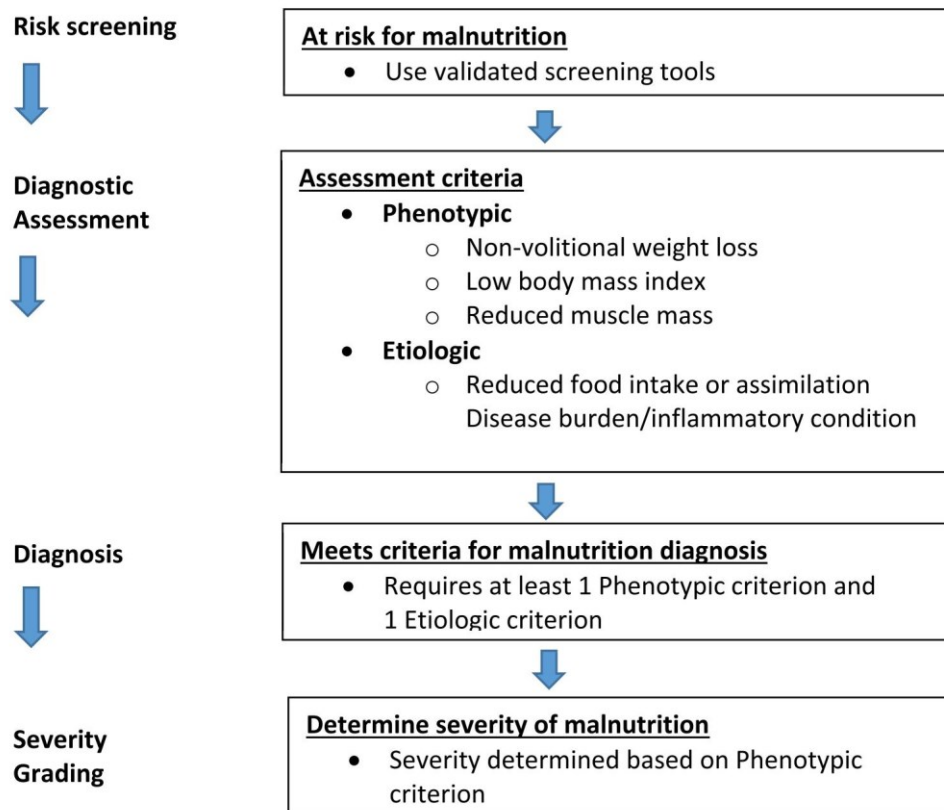 Risk screening
At risk for malnutrition
• Use validated screening tools
Diagnostic
Assessment
Assessment criteria
• Phenotypic
o Non-volitional weight loss
o Low body mass index
o Reduced muscle mass
• Etiologic
o Reduced food intake or assimilation
Disease burden/inflammatory condition
Diagnosis
Meets criteria for malnutrition diagnosis
• Requires at least 1 Phenotypic criterion and
1 Etiologic criterion
Severity
Grading
Determine severity of malnutrition
• Severity determined based on Phenotypic
criterion